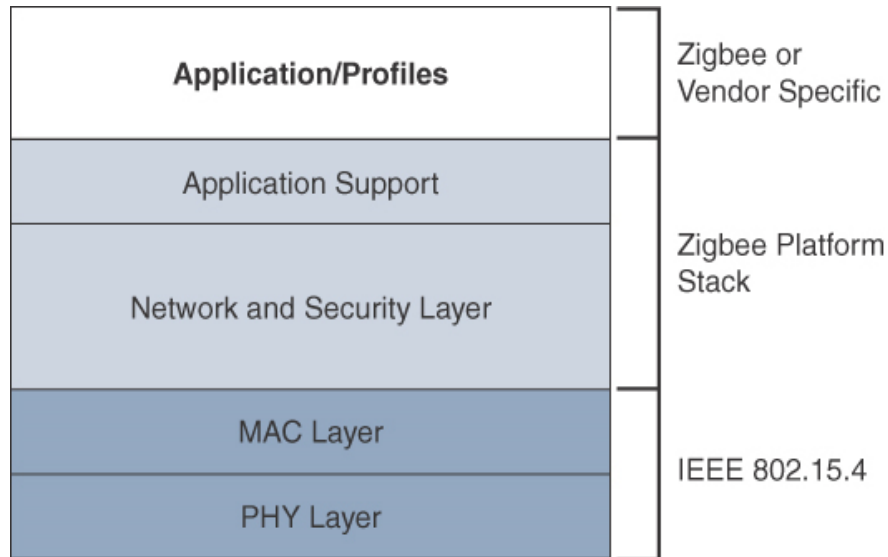 Application/Profiles
Zigbee or
Vendor Specific
Application Support
Network and Security Layer
Zigbee Platform
Stack
MAC Layer
PHY Layer
IEEE 802.15.4